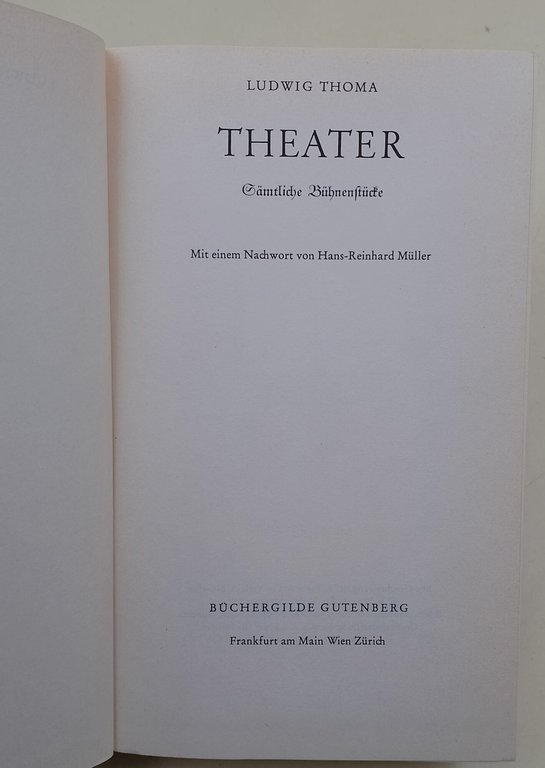 LUDWIG THOMA
THEATER
Sämtliche Bühnenſtücke
Mit einem Nachwort von Hans-Reinhard Müller
BÜCHERGILDE GUTENBERG
Frankfurt am Main Wien Zürich